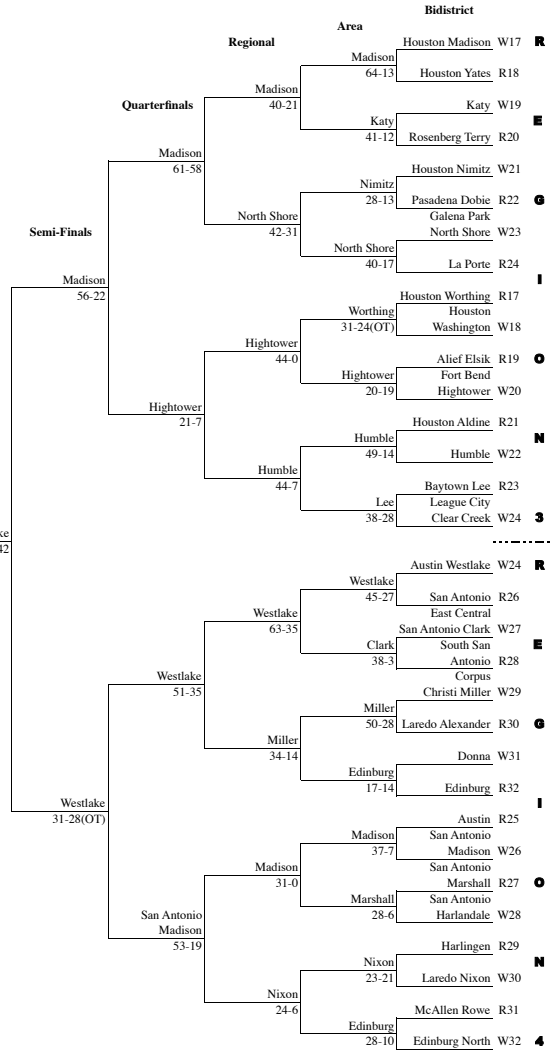 Bidistrict
Area
Regional
Quarterfinals
Semi-Finals
Houston Madison W17 R
Madison
64-13
Houston Yates R18
Madison
40-21
Katy W19
Katy
41-12
E
Rosenberg Terry R20
Madison
61-58
Houston Nimitz W21
Nimitz
28-13
Pasadena Dobie R22 G
North Shore
42-31
Galena Park
North Shore W23
North Shore
40-17
La Porte R24
I
Madison
56-22
Houston Worthing R17
Worthing
31-24(OT)
Houston
Washington W18
Hightower
44-0
Alief Elsik R19 O
Hightower
20-19
Fort Bend
Hightower W20
Hightower
21-7
Houston Aldine R21
Humble
49-14
N
Humble W22
Humble
44-7
Baytown Lee R23
Lee
38-28
League City
Clear Creek W24 3
ke
42
Austin Westlake W24 R
Westlake
45-27
San Antonio R26
East Central
Westlake
63-35
San Antonio Clark W27
Clark
38-3
South San E
Antonio R28
Westlake
51-35
Corpus
Christi Miller W29
Miller
50-28
Laredo Alexander R30 G
Miller
34-14
Donna W31
Edinburg
17-14
Edinburg R32
I
Westlake
31-28(OT)
Austin R25
Madison
37-7
San Antonio
Madison W26
Madison
31-0
San Antonio
Marshall R27 O
Marshall
28-6
San Antonio
Harlandale W28
San Antonio
Madison
53-19
Harlingen R29
Nixon
23-21
N
Laredo Nixon W30
Nixon
24-6
McAllen Rowe R31
Edinburg
28-10
Edinburg North W32 4